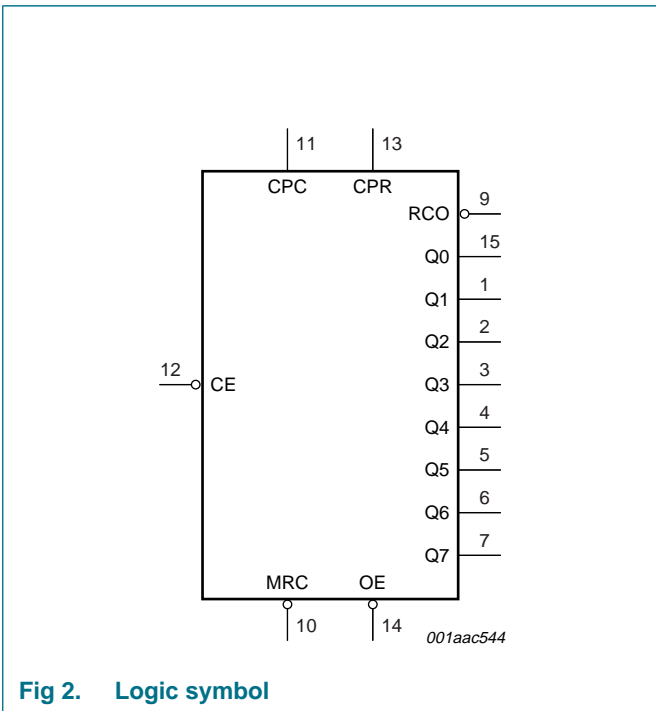 11 13
CPC CPR
RCO 9
Q0 15
Q1 1
Q2 2
12 CE Q3 3
Q4 4
Q5 5
Q6 6
Q7 7
MRC OE
10 14 001aac544
Fig 2. Logic symbol